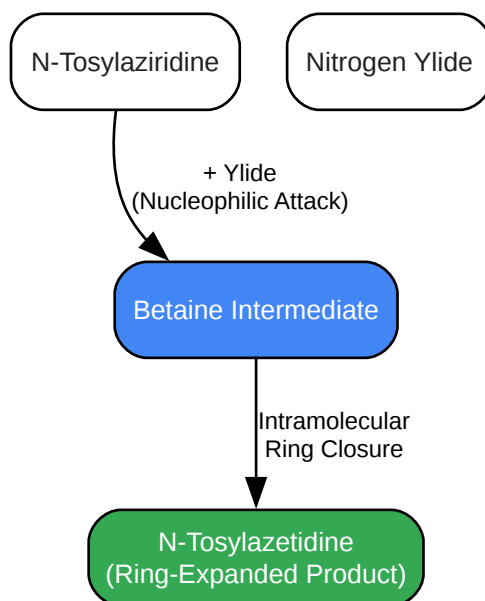 N-Tosylaziridine
Nitrogen Ylide
+ Ylide
(Nucleophilic Attack)
Betaine Intermediate
Intramolecular
Ring Closure
N-Tosylazetidine
(Ring-Expanded Product)